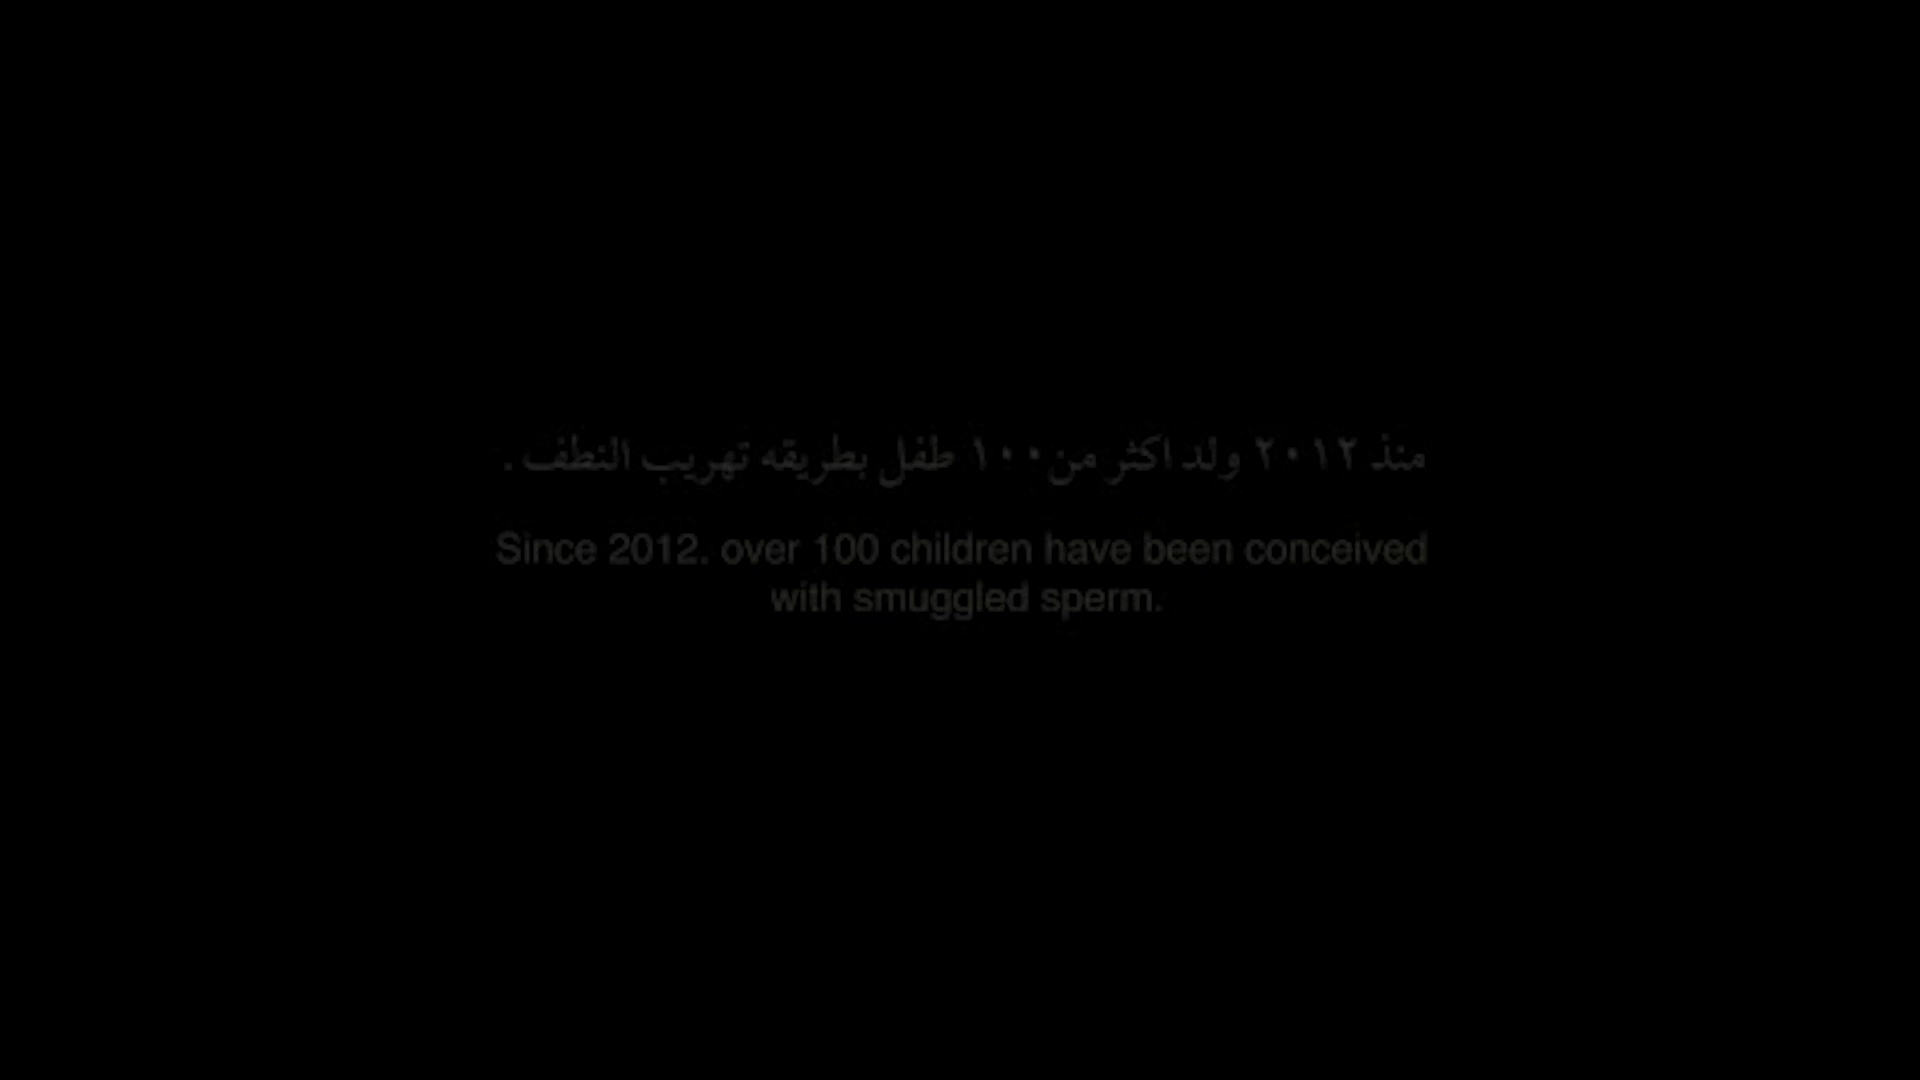 منذ ٢٠١٢ ولد اكثر من ١٠٠ طفل بطريقه تهريب النطف .
Since 2012. over 100 children have been conceived
with smuggled sperm.